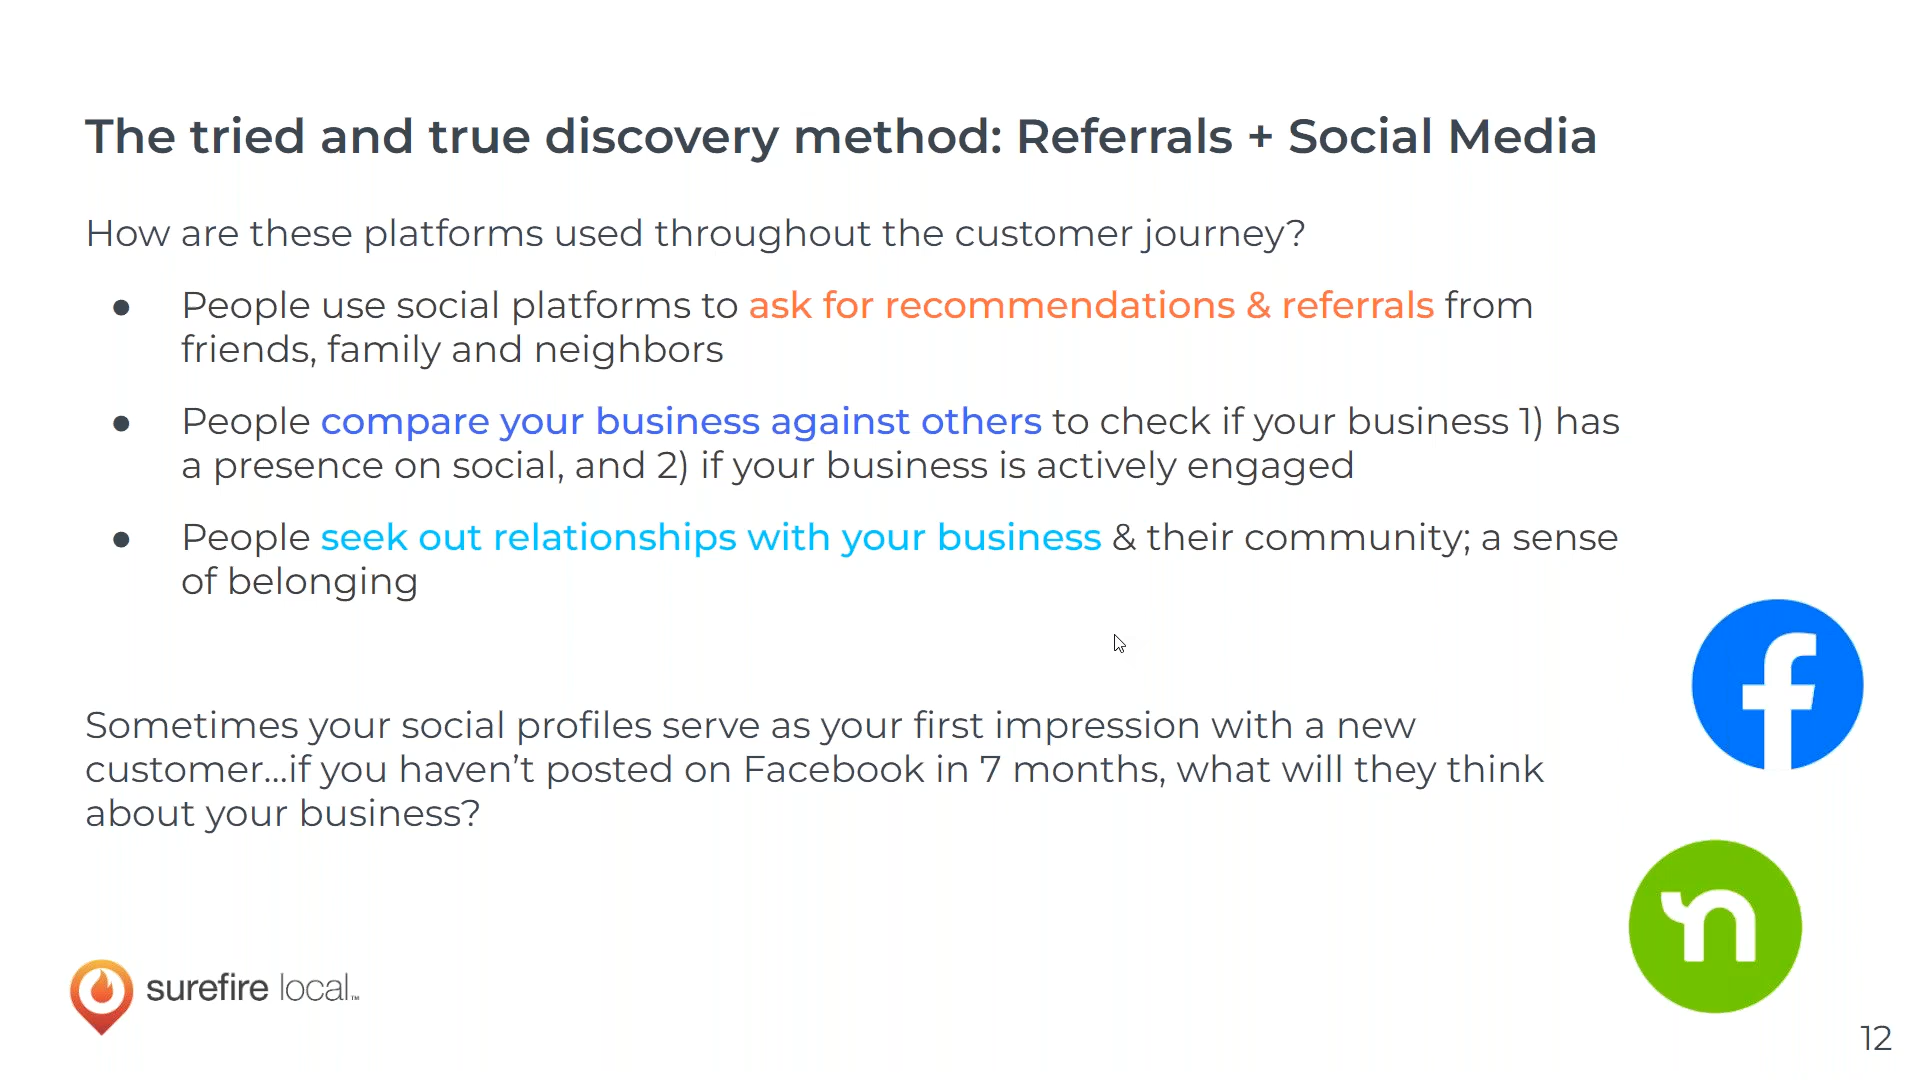 The tried and true discovery method: Referrals + Social Media
How are these platforms used throughout the customer journey?
● People use social platforms to ask for recommendations & referrals from
friends, family and neighbors
● People compare your business against others to check if your business 1) has
a presence on social, and 2) if your business is actively engaged
● People seek out relationships with your business & their community; a sense
of belonging
Sometimes your social profiles serve as your first impression with a new
customer...if you haven’t posted on Facebook in 7 months, what will they think
about your business?
f
n
surefire local™
12